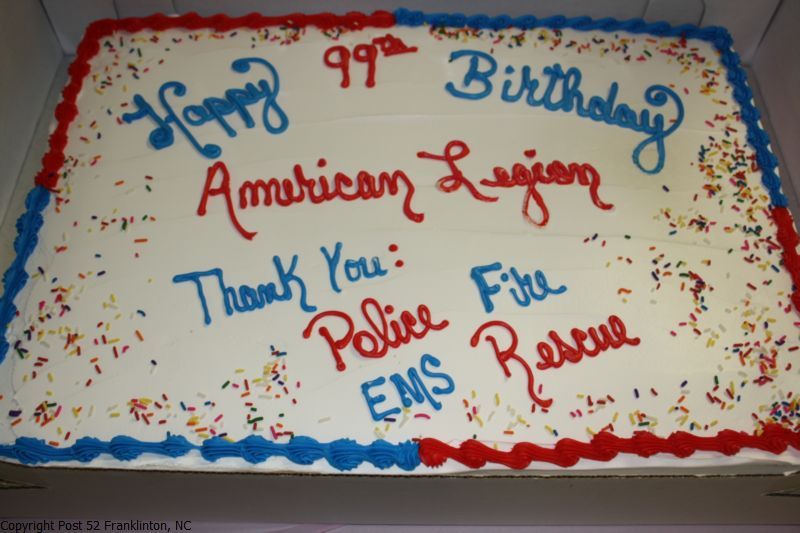 Happy 99th Birthday
American Legion
Thank You:
Police Fire
EMS Rescue
Copyright Post 52 Franklinton, NC